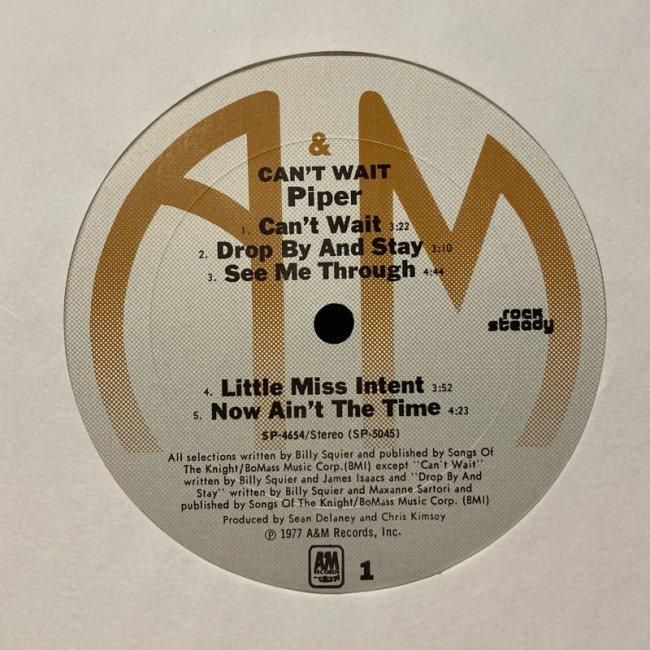 A&M
CAN'T WAIT
Piper
1. Can't Wait 3:22
2. Drop By And Stay 3:10
3. See Me Through 4:44
rock
steady
4. Little Miss Intent 3:52
5. Now Ain't The Time 4:23
SP-4654/Stereo (SP-5045)
All selections written by Billy Squier and published by Songs Of
The Knight/BoMass Music Corp.(BMI) except "Can't Wait"
written by Billy Squier and James Isaacs and "Drop By And
Stay" written by Billy Squier and Maxanne Sartori and
published by Songs Of The Knight/BoMass Music Corp. (BMI)
Produced by Sean Delaney and Chris Kimsey
℗ 1977 A&M Records, Inc.
A&M
RECORDS
1